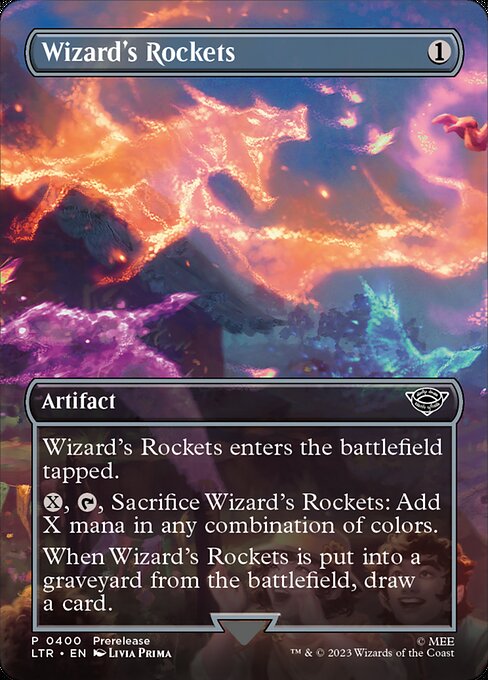 Wizard's Rockets 1
Artifact
Wizard's Rockets enters the battlefield
tapped.
X, T, Sacrifice Wizard's Rockets: Add
X mana in any combination of colors.
When Wizard's Rockets is put into a
graveyard from the battlefield, draw
a card.
P 0400 Prerelease
LTR • EN Livia Prima
© MEE
™ & © 2023 Wizards of the Coast